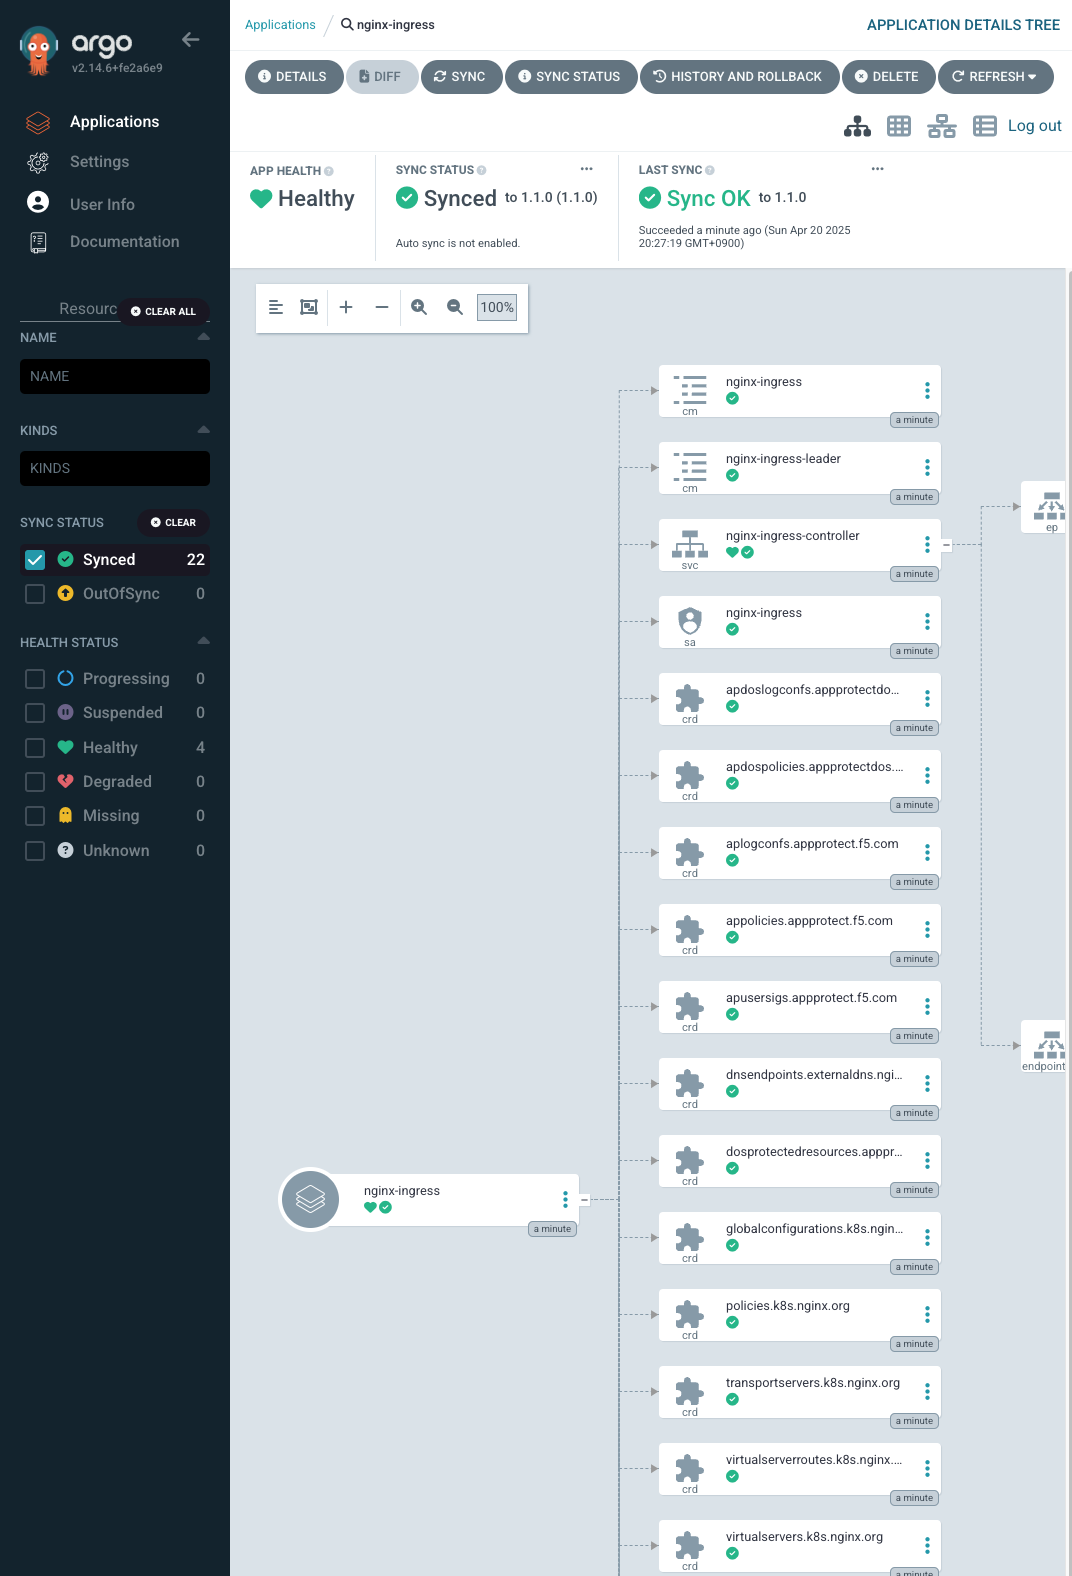 argo
v2.14.6+fe2a6e9
Applications
Settings
User Info
Documentation
Resourc
CLEAR ALL
NAME
NAME
KINDS
KINDS
SYNC STATUS
CLEAR
Synced 22
OutOfSync 0
HEALTH STATUS
Progressing 0
Suspended 0
Healthy 4
Degraded 0
Missing 0
Unknown 0
Applications / nginx-ingress
APPLICATION DETAILS TREE
DETAILS
DIFF
SYNC
SYNC STATUS
HISTORY AND ROLLBACK
DELETE
REFRESH
Log out
APP HEALTH
Healthy
SYNC STATUS
Synced to 1.1.0 (1.1.0)
Auto sync is not enabled.
LAST SYNC
Sync OK to 1.1.0
Succeeded a minute ago (Sun Apr 20 2025
20:27:19 GMT+0900)
100%
nginx-ingress
cm
a minute
nginx-ingress-leader
cm
a minute
nginx-ingress-controller
svc
a minute
ep
nginx-ingress
sa
a minute
apdoslogconfs.appprotectdo...
crd
a minute
apdospolicies.appprotectdos....
crd
a minute
aplogconfs.appprotect.f5.com
crd
a minute
appolicies.appprotect.f5.com
crd
a minute
apusersigs.appprotect.f5.com
crd
a minute
endpoint
dnsendpoints.externaldns.ngi...
crd
a minute
dosprotectedresources.apppr...
crd
a minute
nginx-ingress
a minute
globalconfigurations.k8s.ngin...
crd
a minute
policies.k8s.nginx.org
crd
a minute
transportservers.k8s.nginx.org
crd
a minute
virtualserverroutes.k8s.nginx....
crd
a minute
virtualservers.k8s.nginx.org
crd
a minute